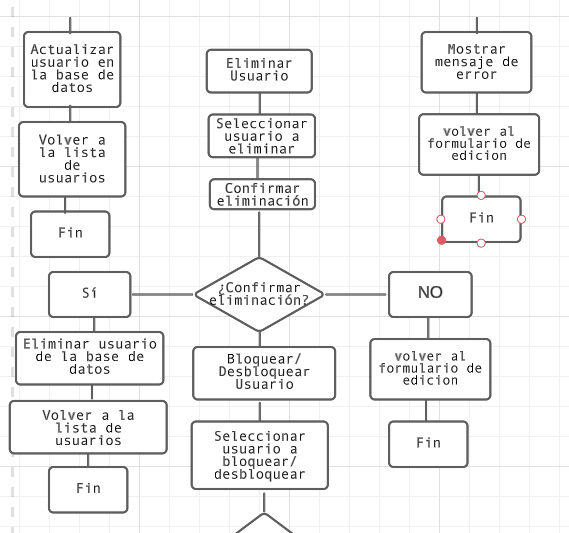 Actualizar
usuario en
la base de
datos
Volver a
la lista
de
usuarios
Fin
Eliminar
Usuario
Seleccionar
usuario a
eliminar
Confirmar
eliminación
Mostrar
mensaje de
error
volver al
formulario de
edicion
Fin
¿Confirmar
eliminación?
Sí
Eliminar usuario
de la base de
datos
Volver a la
lista de
usuarios
Fin
NO
volver al
formulario de
edicion
Fin
Bloquear/
Desbloquear
Usuario
Seleccionar
usuario a
bloquear/
desbloquear